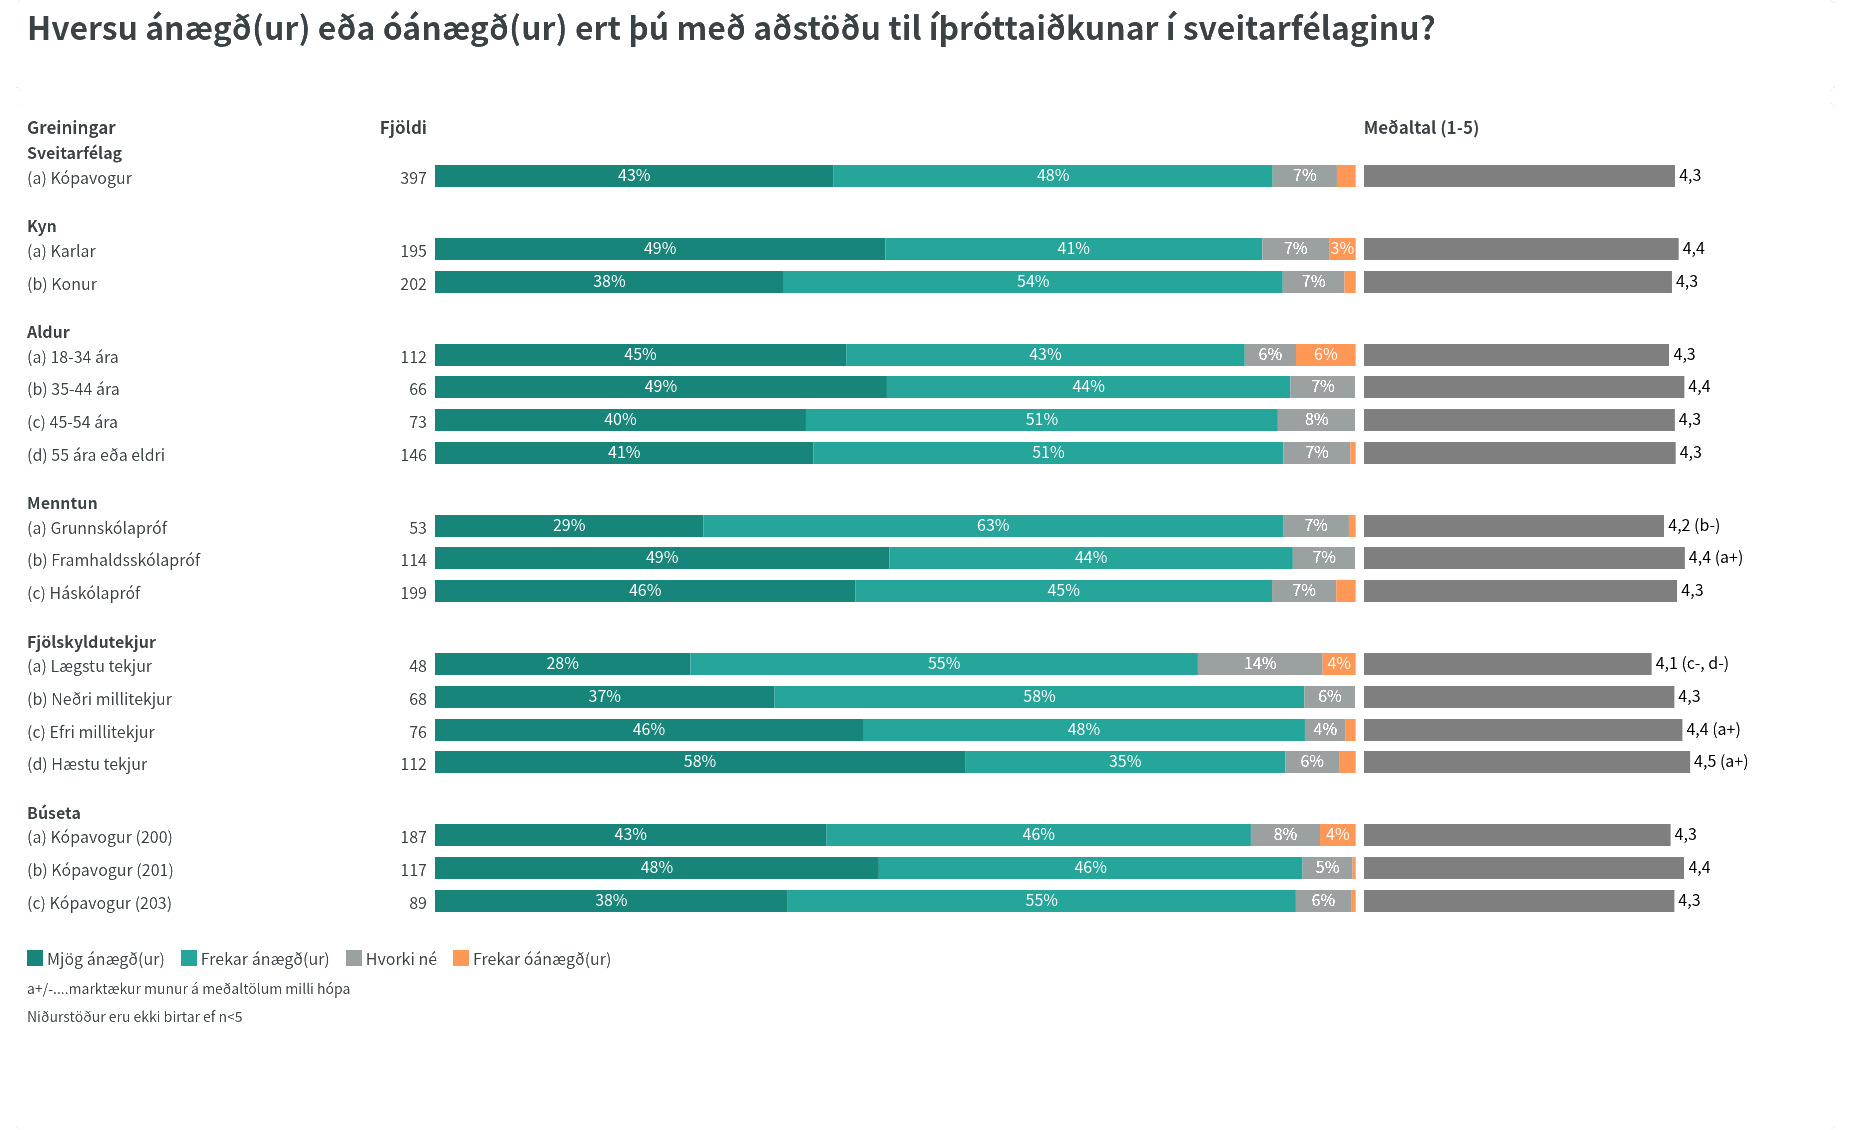 Hversu ánægð(ur) eða óánægð(ur) ert þú með aðstöðu til íþróttaiðkunar í sveitarfélaginu?
Greiningar Fjöldi Meðaltal (1-5)
Sveitarfélag
(a) Kópavogur 397 43% 48% 7% 4,3
Kyn
(a) Karlar 195 49% 41% 7% 3% 4,4
(b) Konur 202 38% 54% 7% 4,3
Aldur
(a) 18-34 ára 112 45% 43% 6% 6% 4,3
(b) 35-44 ára 66 49% 44% 7% 4,4
(c) 45-54 ára 73 40% 51% 8% 4,3
(d) 55 ára eða eldri 146 41% 51% 7% 4,3
Menntun
(a) Grunnskólapróf 53 29% 63% 7% 4,2 (b-)
(b) Framhaldsskólapróf 114 49% 44% 7% 4,4 (a+)
(c) Háskólapróf 199 46% 45% 7% 4,3
Fjölskyldutekjur
(a) Lægstu tekjur 48 28% 55% 14% 4% 4,1 (c-, d-)
(b) Neðri millitekjur 68 37% 58% 6% 4,3
(c) Efri millitekjur 76 46% 48% 4% 4,4 (a+)
(d) Hæstu tekjur 112 58% 35% 6% 4,5 (a+)
Búseta
(a) Kópavogur (200) 187 43% 46% 8% 4% 4,3
(b) Kópavogur (201) 117 48% 46% 5% 4,4
(c) Kópavogur (203) 89 38% 55% 6% 4,3
Mjög ánægð(ur) Frekar ánægð(ur) Hvorki né Frekar óánægð(ur)
a+/-....marktækur munur á meðaltölum milli hópa
Niðurstöður eru ekki birtar ef n<5